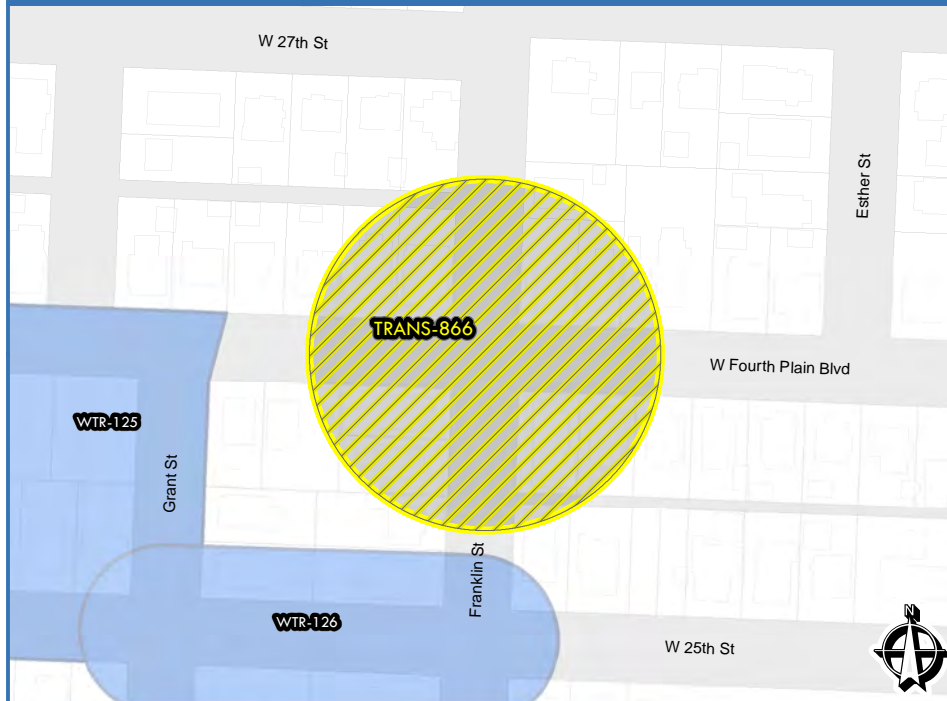 W 27th St
Esther St
TRANS-866
W Fourth Plain Blvd
WTR-125
Grant St
Franklin St
WTR-126
W 25th St
N